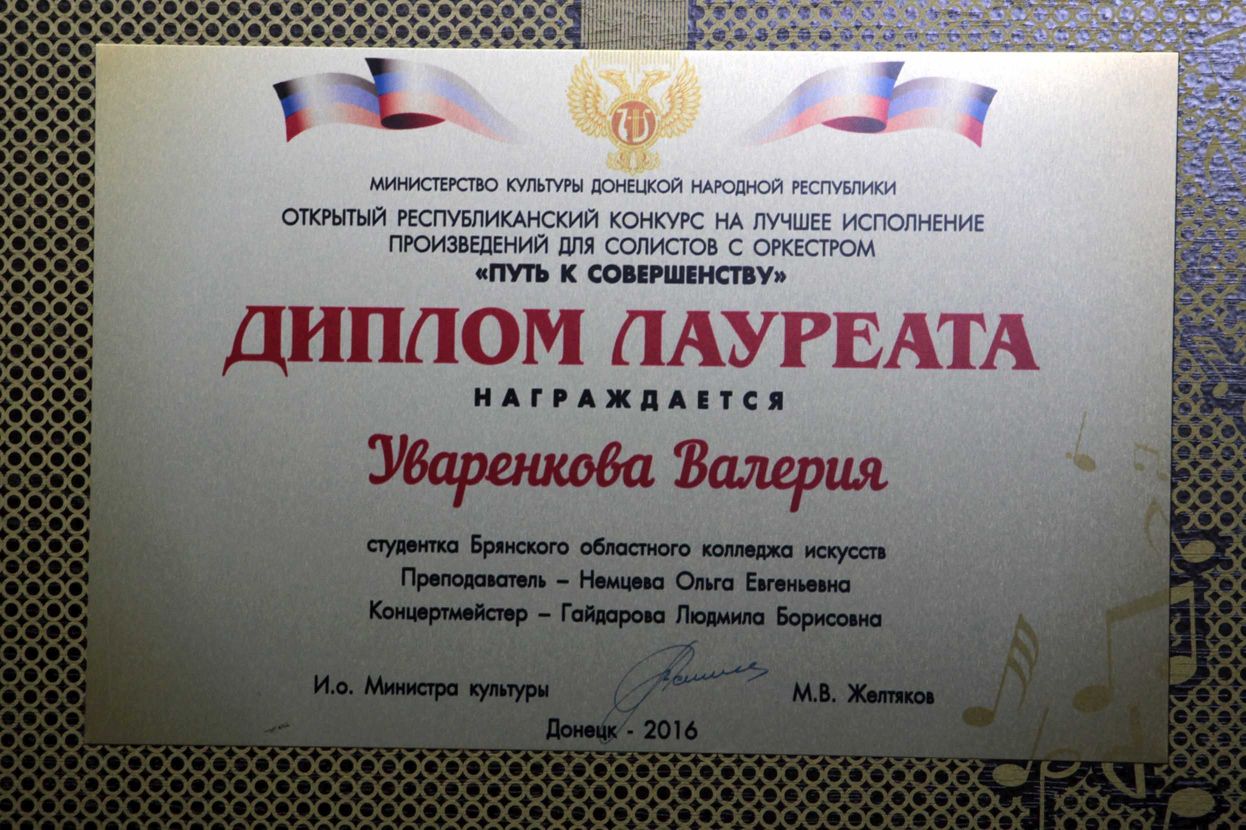 МИНИСТЕРСТВО КУЛЬТУРЫ ДОНЕЦКОЙ НАРОДНОЙ РЕСПУБЛИКИ
ОТКРЫТЫЙ РЕСПУБЛИКАНСКИЙ КОНКУРС НА ЛУЧШЕЕ ИСПОЛНЕНИЕ
ПРОИЗВЕДЕНИЙ ДЛЯ СОЛИСТОВ С ОРКЕСТРОМ
«ПУТЬ К СОВЕРШЕНСТВУ»
ДИПЛОМ ЛАУРЕАТА
НАГРАЖДАЕТСЯ
Уваренкова Валерия
студентка Брянского областного колледжа искусств
Преподаватель – Немцева Ольга Евгеньевна
Концертмейстер – Гайдарова Людмила Борисовна
И.о. Министра культуры М.В. Желтяков
Донецк - 2016